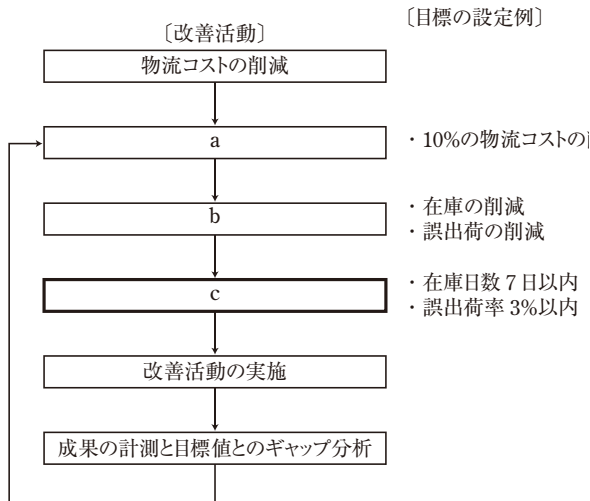 〔目標の設定例〕
〔改善活動〕
物流コストの削減
a
・10%の物流コストの
b
・在庫の削減
・誤出荷の削減
c
・在庫日数 7 日以内
・誤出荷率 3%以内
改善活動の実施
成果の計測と目標値とのギャップ分析